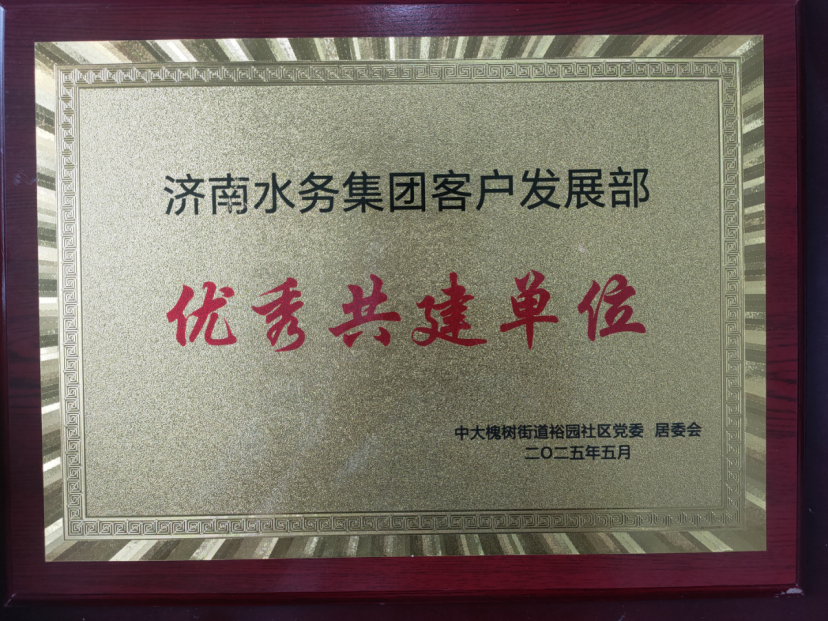 济南水务集团客户发展部
优秀共建单位
中大槐树街道裕园社区党委 居委会
二〇二五年五月